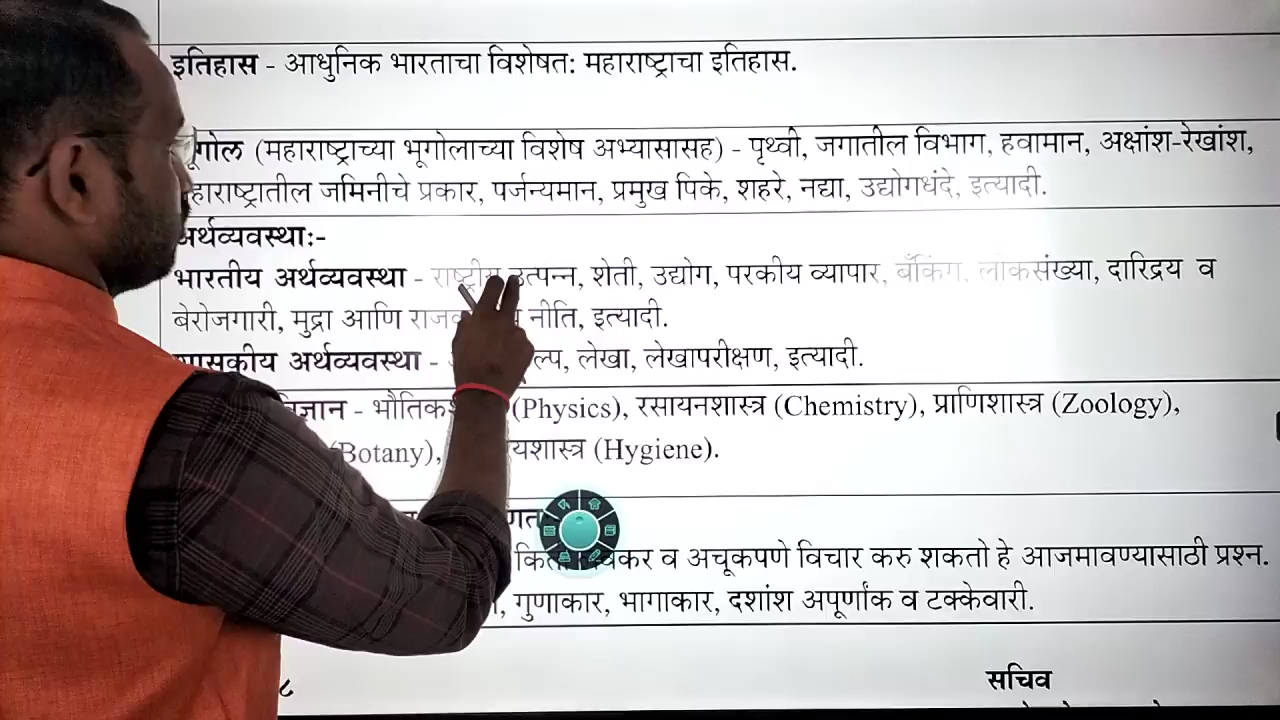 इतिहास - आधुनिक भारताचा विशेषत: महाराष्ट्राचा इतिहास.
(महाराष्ट्राच्या भूगोलाच्या विशेष अभ्यासासह) - पृथ्वी, जगातील विभाग, हवामान, अक्षांश-रेखांश,
जमिनीचे प्रकार, पर्जन्यमान, प्रमुख पिके, शहरे, नद्या, उद्योगधंदे, इत्यादी.
अर्थव्यवस्था:-
भारतीय अर्थव्यवस्था - राष्ट्रीय उत्पन्न, शेती, उद्योग, परकीय व्यापार, बँकिंग, लोकसंख्या, दारिद्रय व
बेरोजगारी, मुद्रा आणि नीति, इत्यादी.
अर्थव्यवस्था - लेखा, लेखापरीक्षण, इत्यादी.
(Physics), रसायनशास्त्र (Chemistry), प्राणिशास्त्र (Zoology),
(Botany), (Hygiene).
व अचूकपणे विचार करु शकतो हे आजमावण्यासाठी प्रश्न.
गुणाकार, भागाकार, दशांश अपूर्णांक व टक्केवारी.
सचिव